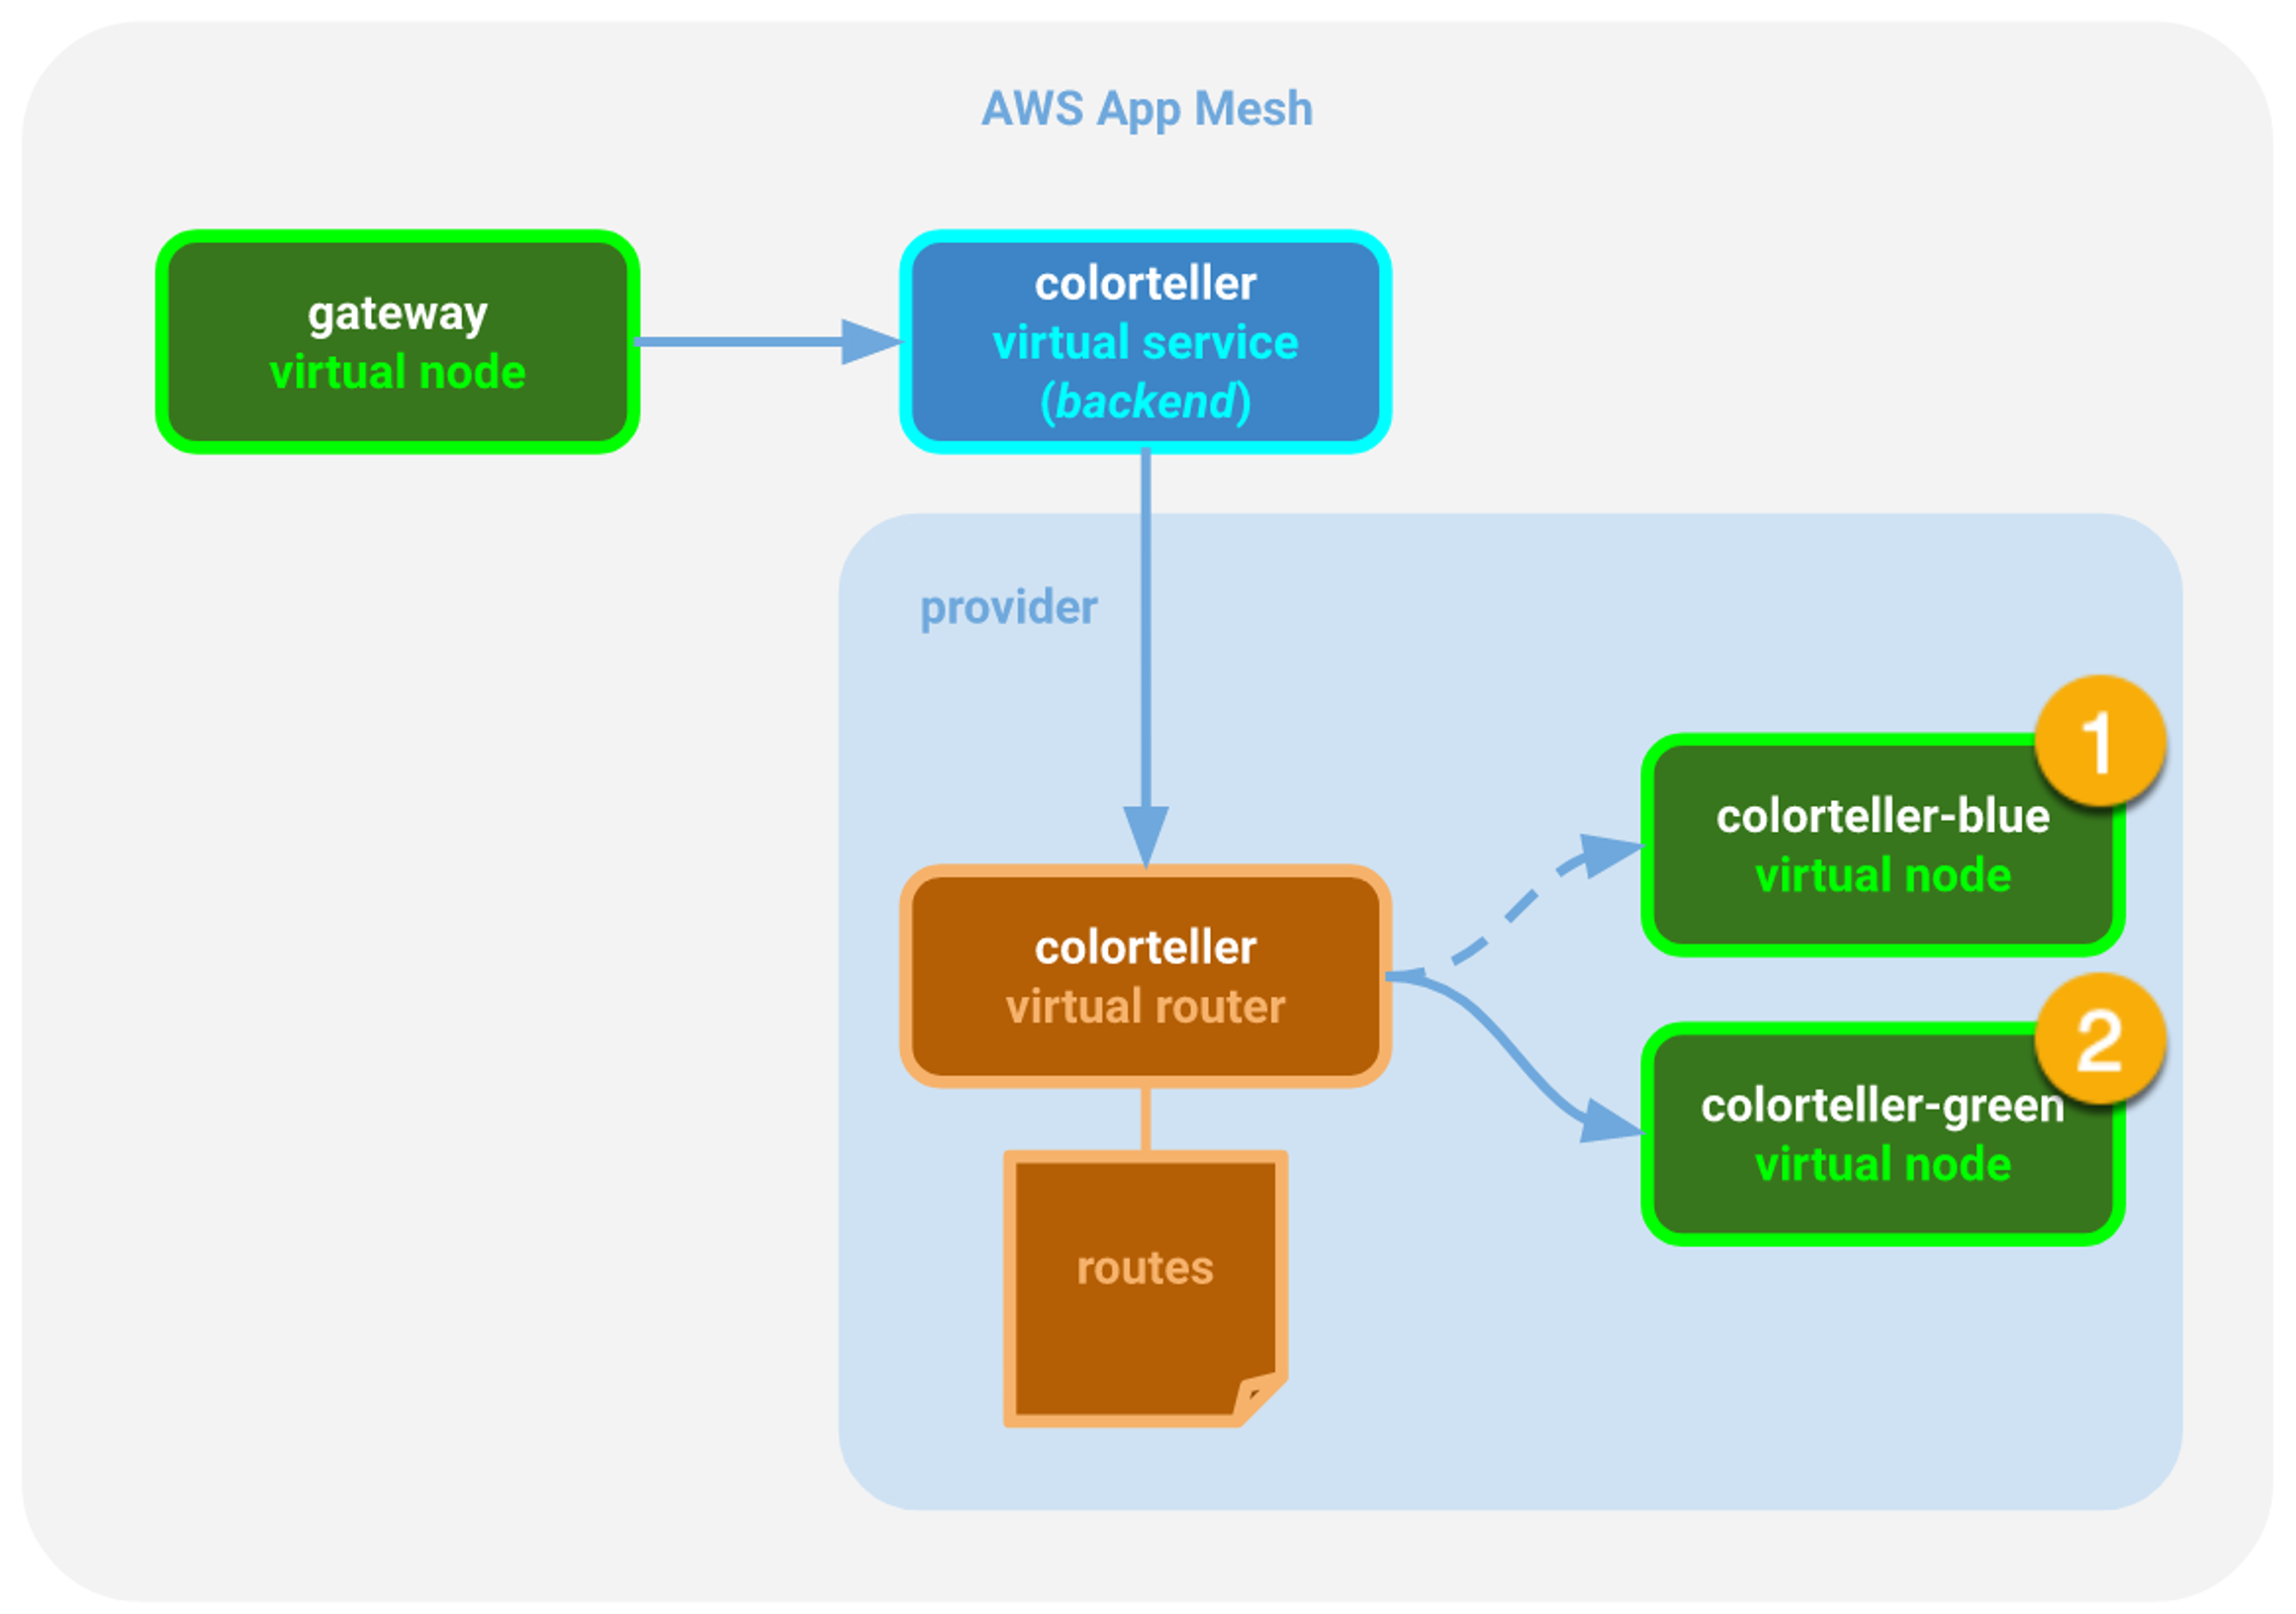 AWS App Mesh
gateway
virtual node
colorteller
virtual service
(backend)
provider
colorteller
virtual router
routes
1
colorteller-blue
virtual node
2
colorteller-green
virtual node